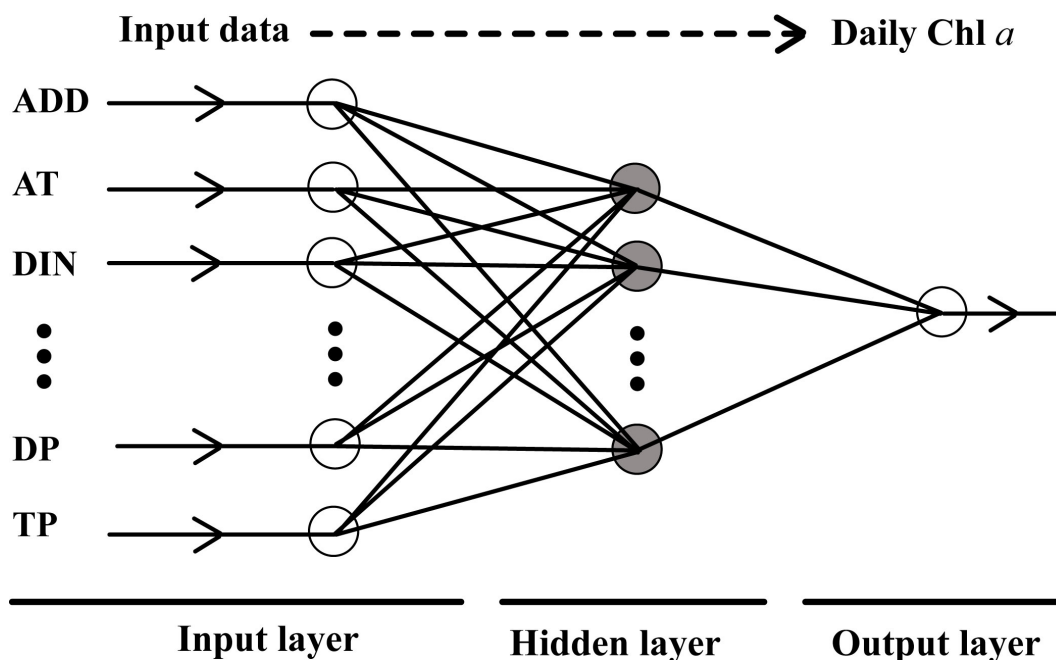 Input data
Daily Chl a
ADD
AT
DIN
DP
TP
Input layer
Hidden layer
Output layer